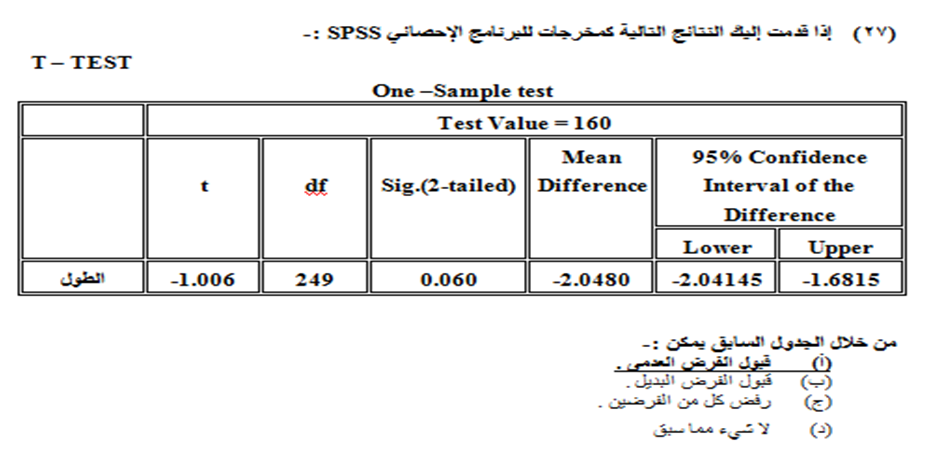 (٢٧) إذا قدمت إليك النتائج التالية كمخرجات للبرنامج الإحصائي SPSS :-
T – TEST
One –Sample test
Test Value = 160
t df Sig.(2-tailed) Mean Difference 95% Confidence Interval of the Difference
Lower Upper
الطول -1.006 249 0.060 -2.0480 -2.04145 -1.6815
من خلال الجدول السابق يمكن :-
(أ) قبول الفرض العدمي .
(ب) قبول الفرض البديل .
(ج) رفض كل من الفرضين .
(د) لا شيء مما سبق